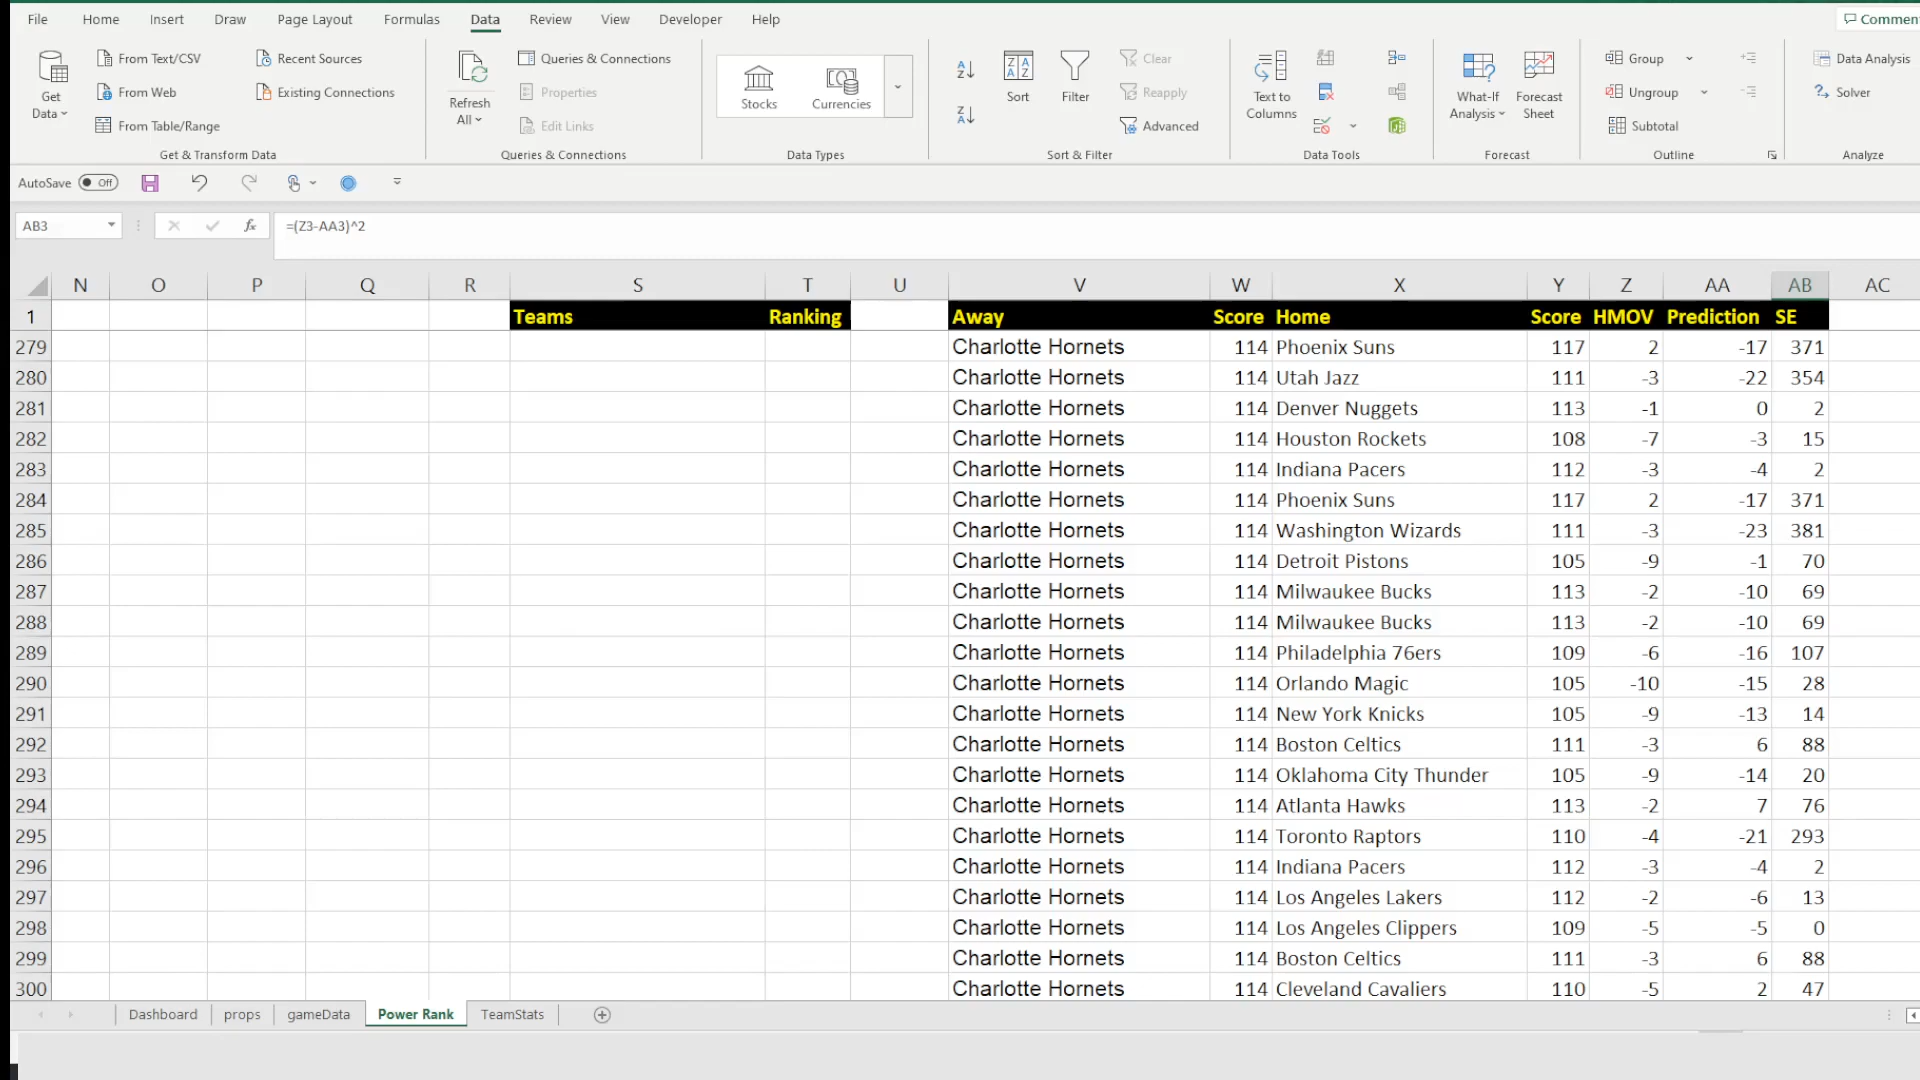 File Home Insert Draw Page Layout Formulas Data Review View Developer Help Commen
Get Data From Text/CSV From Web From Table/Range Recent Sources Existing Connections
Refresh All Queries & Connections Properties Edit Links
Stocks Currencies
Sort Filter Clear Reapply Advanced
Text to Columns
What-If Analysis Forecast Sheet
Group Ungroup Subtotal
Data Analysis Solver
Get & Transform Data Queries & Connections Data Types Sort & Filter Data Tools Forecast Outline Analyze
AutoSave Off
AB3 fx =(Z3-AA3)^2
N O P Q R S T U V W X Y Z AA AB AC
1 Teams Ranking Away Score Home Score HMOV Prediction SE
279 Charlotte Hornets 114 Phoenix Suns 117 2 -17 371
280 Charlotte Hornets 114 Utah Jazz 111 -3 -22 354
281 Charlotte Hornets 114 Denver Nuggets 113 -1 0 2
282 Charlotte Hornets 114 Houston Rockets 108 -7 -3 15
283 Charlotte Hornets 114 Indiana Pacers 112 -3 -4 2
284 Charlotte Hornets 114 Phoenix Suns 117 2 -17 371
285 Charlotte Hornets 114 Washington Wizards 111 -3 -23 381
286 Charlotte Hornets 114 Detroit Pistons 105 -9 -1 70
287 Charlotte Hornets 114 Milwaukee Bucks 113 -2 -10 69
288 Charlotte Hornets 114 Milwaukee Bucks 113 -2 -10 69
289 Charlotte Hornets 114 Philadelphia 76ers 109 -6 -16 107
290 Charlotte Hornets 114 Orlando Magic 105 -10 -15 28
291 Charlotte Hornets 114 New York Knicks 105 -9 -13 14
292 Charlotte Hornets 114 Boston Celtics 111 -3 6 88
293 Charlotte Hornets 114 Oklahoma City Thunder 105 -9 -14 20
294 Charlotte Hornets 114 Atlanta Hawks 113 -2 7 76
295 Charlotte Hornets 114 Toronto Raptors 110 -4 -21 293
296 Charlotte Hornets 114 Indiana Pacers 112 -3 -4 2
297 Charlotte Hornets 114 Los Angeles Lakers 112 -2 -6 13
298 Charlotte Hornets 114 Los Angeles Clippers 109 -5 -5 0
299 Charlotte Hornets 114 Boston Celtics 111 -3 6 88
300 Charlotte Hornets 114 Cleveland Cavaliers 110 -5 2 47
Dashboard props gameData Power Rank TeamStats